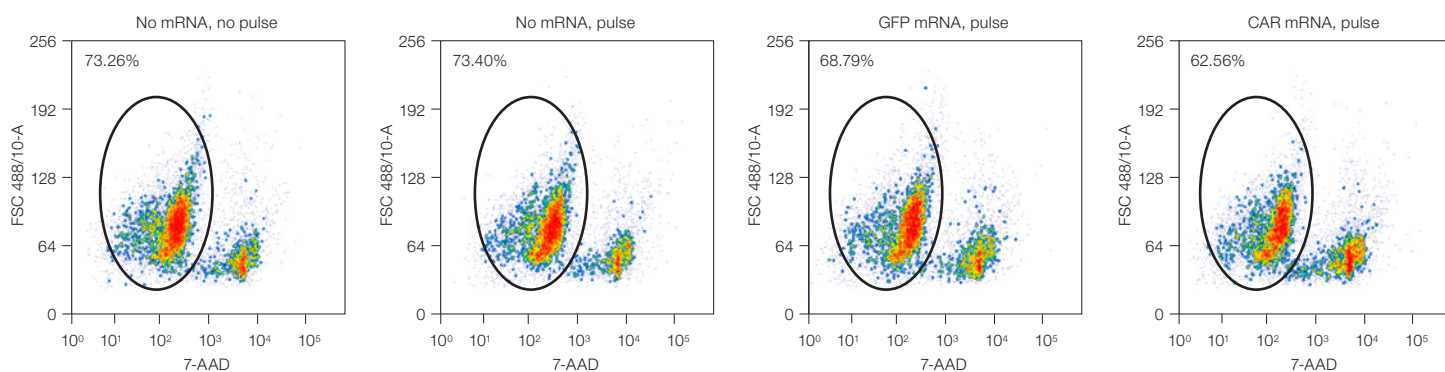 No mRNA, no pulse
256
192
128
64
0
FSC 488/10-A
73.26%
10⁰ 10¹ 10² 10³ 10⁴ 10⁵
7-AAD
No mRNA, pulse
256
192
128
64
0
FSC 488/10-A
73.40%
10⁰ 10¹ 10² 10³ 10⁴ 10⁵
7-AAD
GFP mRNA, pulse
256
192
128
64
0
FSC 488/10-A
68.79%
10⁰ 10¹ 10² 10³ 10⁴ 10⁵
7-AAD
CAR mRNA, pulse
256
192
128
64
0
FSC 488/10-A
62.56%
10⁰ 10¹ 10² 10³ 10⁴ 10⁵
7-AAD